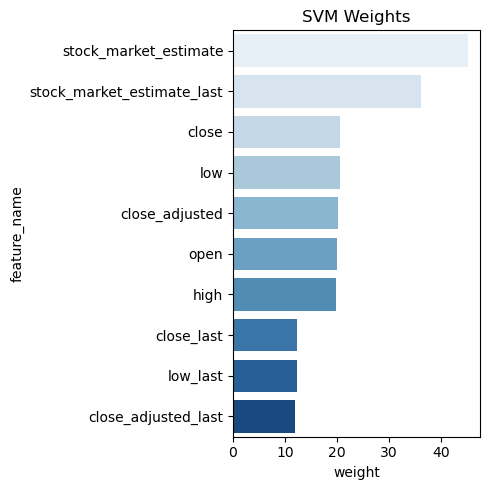 SVM Weights
stock_market_estimate
stock_market_estimate_last
close
low
close_adjusted
open
high
close_last
low_last
close_adjusted_last
feature_name
0 10 20 30 40
weight